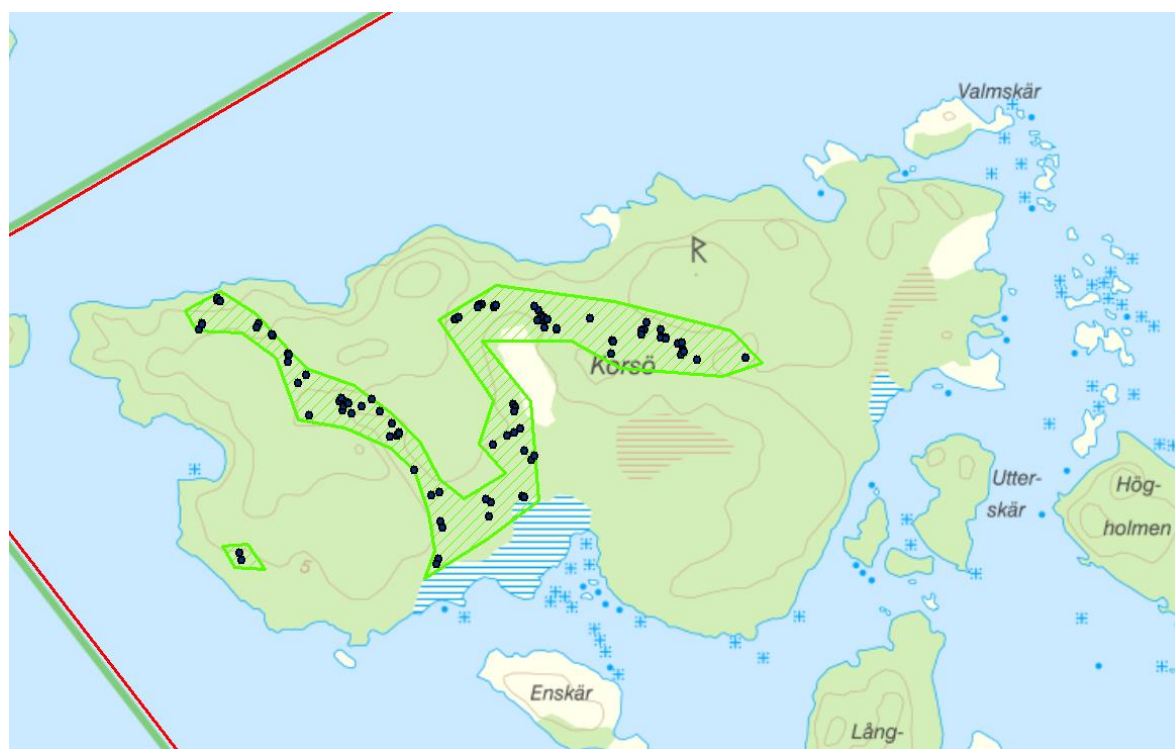 Valmskär
Korsö
Utter-
skär
Hög-
holmen
5
Enskär
Lång-